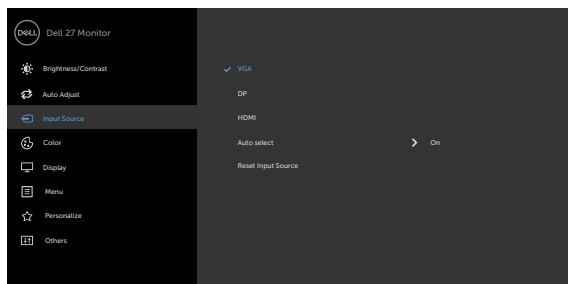 DELL Dell 27 Monitor
Brightness/Contrast
VGA
Auto Adjust
DP
Input Source
HDMI
Color
Auto select On
Display
Reset Input Source
Menu
Personalize
Others